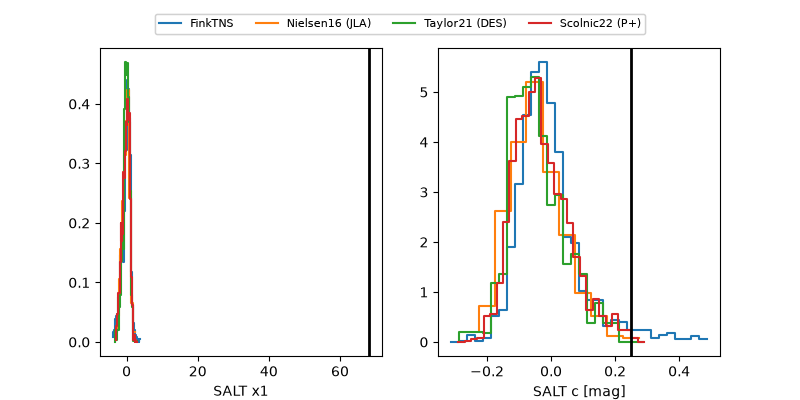 FinkTNS Nielsen16 (JLA) Taylor21 (DES) Scolnic22 (P+)
0.4
0.3
0.2
0.1
0.0
0 20 40 60
SALT x1
5
4
3
2
1
0
−0.2 0.0 0.2 0.4
SALT c [mag]